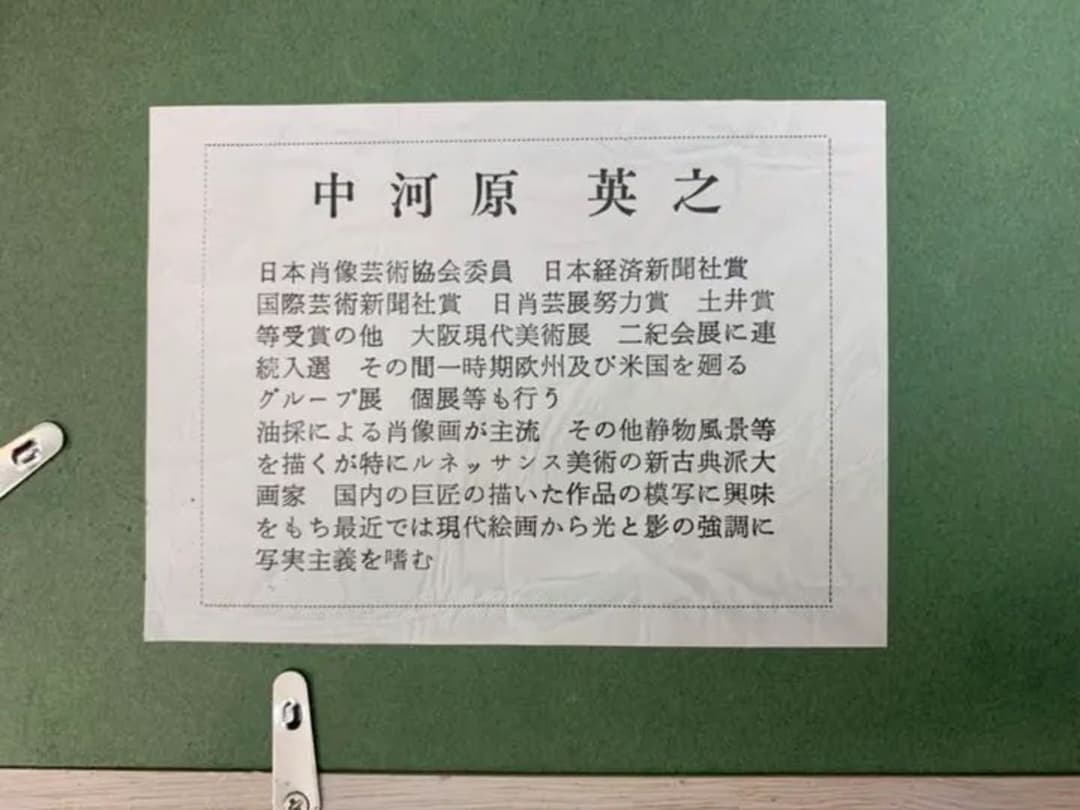 中河原 英之
日本肖像芸術協会委員 日本経済新聞社賞
国際芸術新聞社賞 日肖芸展努力賞 土井賞
等受賞の他 大阪現代美術展 二紀会展に連
続入選 その間一時期欧州及び米国を廻る
グループ展 個展等も行う
油採による肖像画が主流 その他静物風景等
を描くが特にルネッサンス美術の新古典派大
画家 国内の巨匠の描いた作品の模写に興味
をもち最近では現代絵画から光と影の強調に
写実主義を嗜む